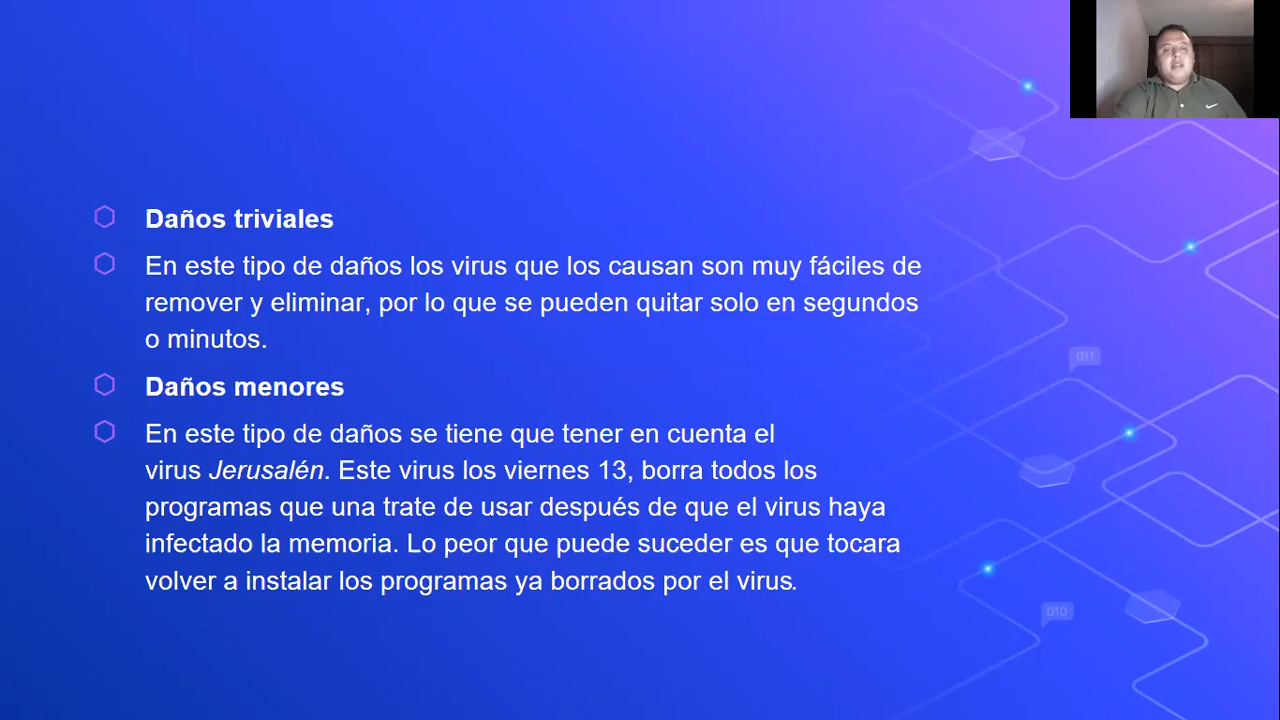 Daños triviales
En este tipo de daños los virus que los causan son muy fáciles de
remover y eliminar, por lo que se pueden quitar solo en segundos
o minutos.
Daños menores
En este tipo de daños se tiene que tener en cuenta el
virus Jerusalén. Este virus los viernes 13, borra todos los
programas que una trate de usar después de que el virus haya
infectado la memoria. Lo peor que puede suceder es que tocara
volver a instalar los programas ya borrados por el virus.
011
010